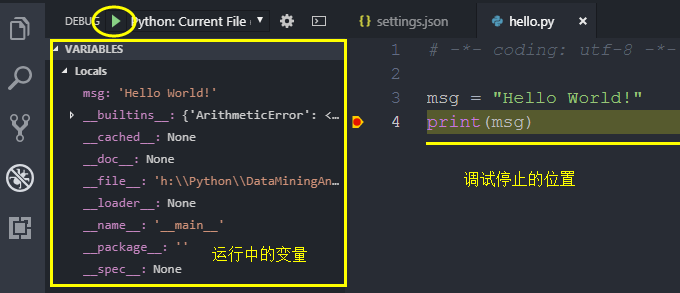 DEBUG Python: Current File ( settings.json hello.py
VARIABLES
Locals
msg: 'Hello World!'
__builtins__: {'ArithmeticError': <…
__cached__: None
__doc__: None
__file__: 'h:\\Python\\DataMiningAn…
__loader__: None
__name__: '__main__'
__package__: ''
__spec__: None
运行中的变量
1 # -*- coding: utf-8 -*-
2
3 msg = "Hello World!"
4 print(msg)
调试停止的位置